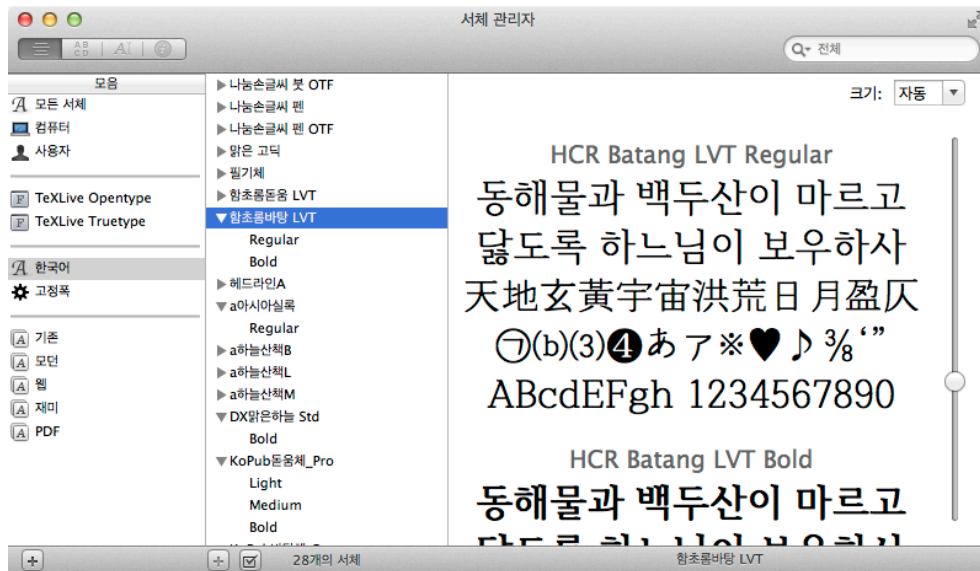 서체 관리자
전체
모음
모든 서체
컴퓨터
사용자
TeXLive Opentype
TeXLive Truetype
한국어
고정폭
기존
모던
웹
재미
PDF
나눔손글씨 붓 OTF
나눔손글씨 펜
나눔손글씨 펜 OTF
맑은 고딕
필기체
함초롬돋움 LVT
함초롬바탕 LVT
Regular
Bold
헤드라인A
a아시아실록
Regular
a하늘산책B
a하늘산책L
a하늘산책M
DX맑은하늘 Std
Bold
KoPub돋움체_Pro
Light
Medium
Bold
28개의 서체
크기: 자동
HCR Batang LVT Regular
동해물과 백두산이 마르고
닳도록 하느님이 보우하사
天地玄黃宇宙洪荒日月盈仄
㉠⒝⑶❹あア※♥♪⅜‘”
ABcdEFgh 1234567890
HCR Batang LVT Bold
동해물과 백두산이 마르고
함초롬바탕 LVT